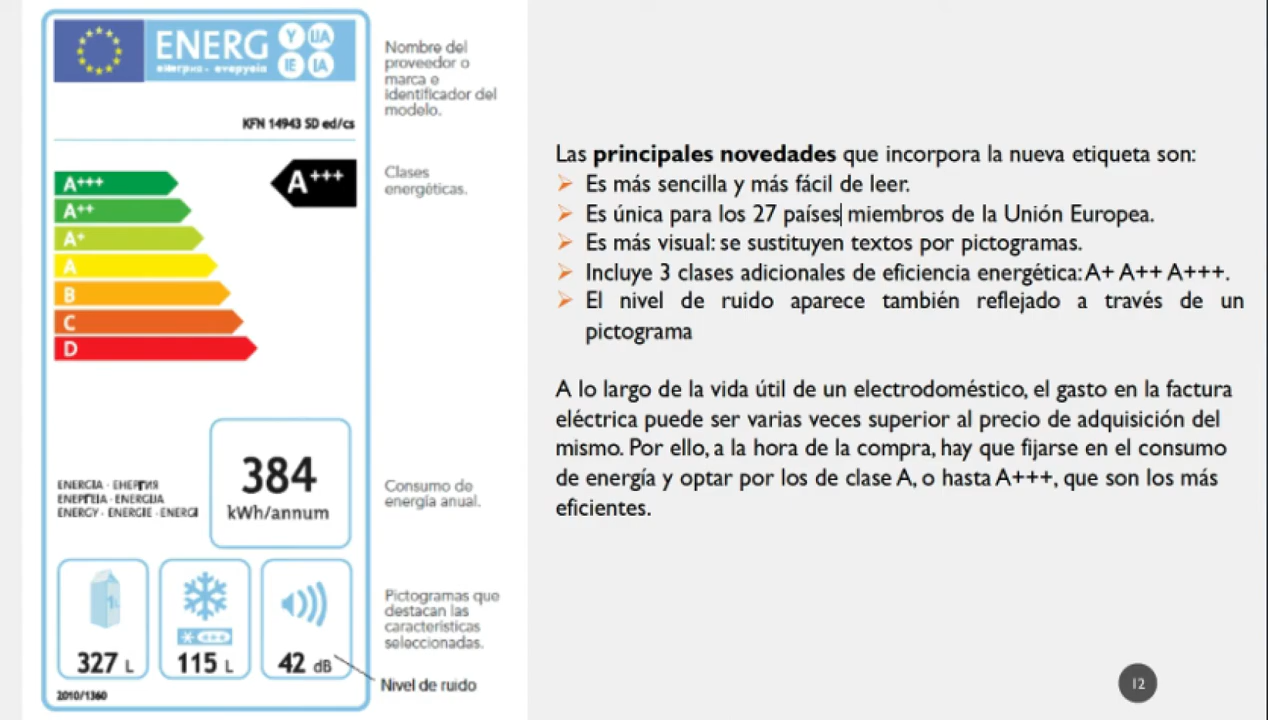 ENERG
Y
UA
IE
IA
KFN 14943 SD ed/cs
A+++
A+++
A++
A+
A
B
C
D
384
kWh/annum
ENERGIA · ЕНЕРГИЯ
ΕΝΕΡΓΕΙΑ · ENERGIJA
ENERGY · ENERGIE · ENERGI
327 L
115 L
42 dB
2010/1360
Nombre del
proveedor o
marca e
identificador del
modelo.
Clases
energéticas.
Consumo de
energía anual.
Pictogramas que
destacan las
características
seleccionadas.
Nivel de ruido
Las principales novedades que incorpora la nueva etiqueta son:
Es más sencilla y más fácil de leer.
Es única para los 27 países miembros de la Unión Europea.
Es más visual: se sustituyen textos por pictogramas.
Incluye 3 clases adicionales de eficiencia energética: A+ A++ A+++.
El nivel de ruido aparece también reflejado a través de un
pictograma
A lo largo de la vida útil de un electrodoméstico, el gasto en la factura
eléctrica puede ser varias veces superior al precio de adquisición del
mismo. Por ello, a la hora de la compra, hay que fijarse en el consumo
de energía y optar por los de clase A, o hasta A+++, que son los más
eficientes.
12